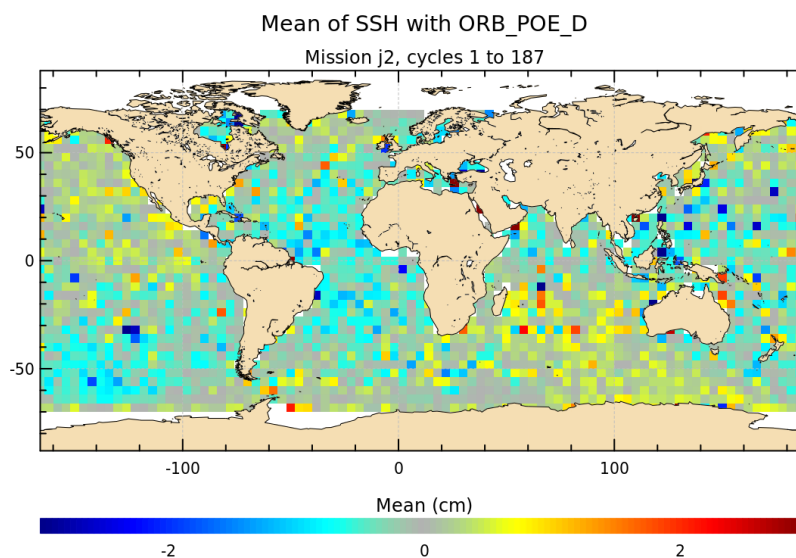 Mean of SSH with ORB_POE_D
Mission j2, cycles 1 to 187
50
0
-50
-100 0 100
Mean (cm)
-2 0 2